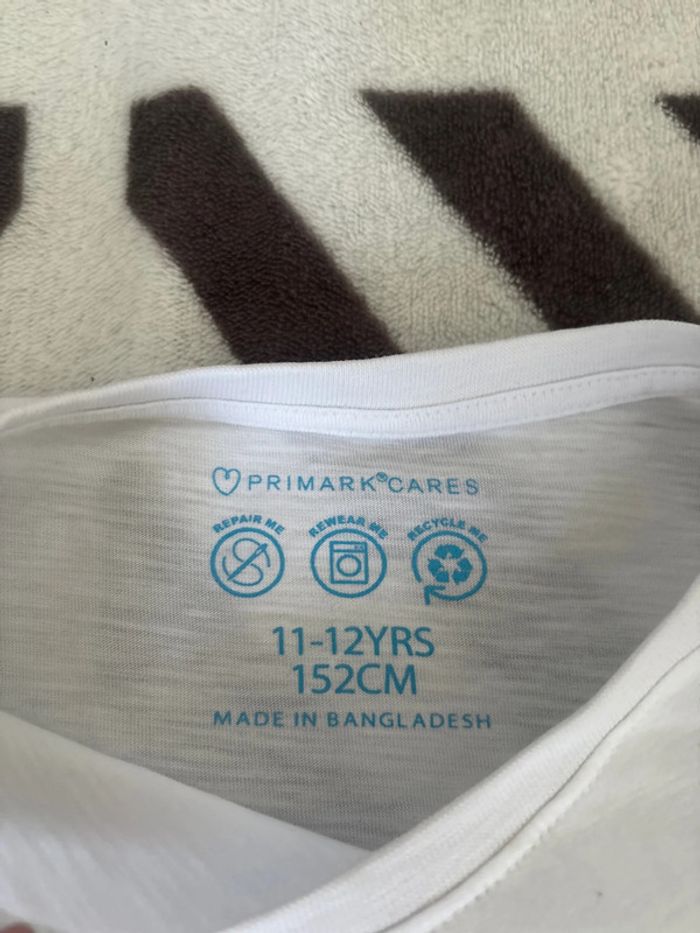 PRIMARK® CARES
REPAIR ME REWEAR ME RECYCLE ME
11-12YRS
152CM
MADE IN BANGLADESH